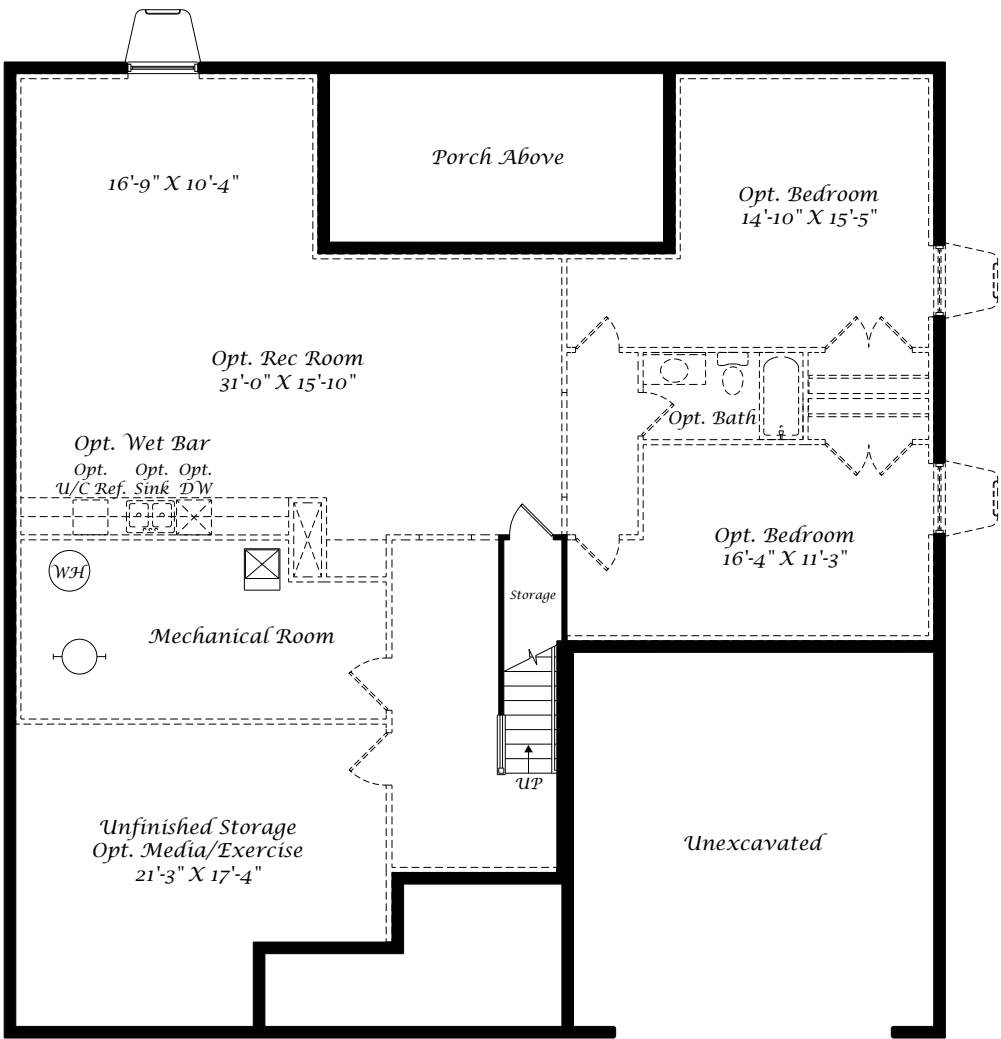 Porch Above
16'-9" X 10'-4"
Opt. Bedroom
14'-10" X 15'-5"
Opt. Rec Room
31'-0" X 15'-10"
Opt. Bath
Opt. Wet Bar
Opt. Opt. Opt.
U/C Ref. Sink DW
Opt. Bedroom
16'-4" X 11'-3"
WH
Storage
Mechanical Room
UP
Unfinished Storage
Opt. Media/Exercise
21'-3" X 17'-4"
Unexcavated